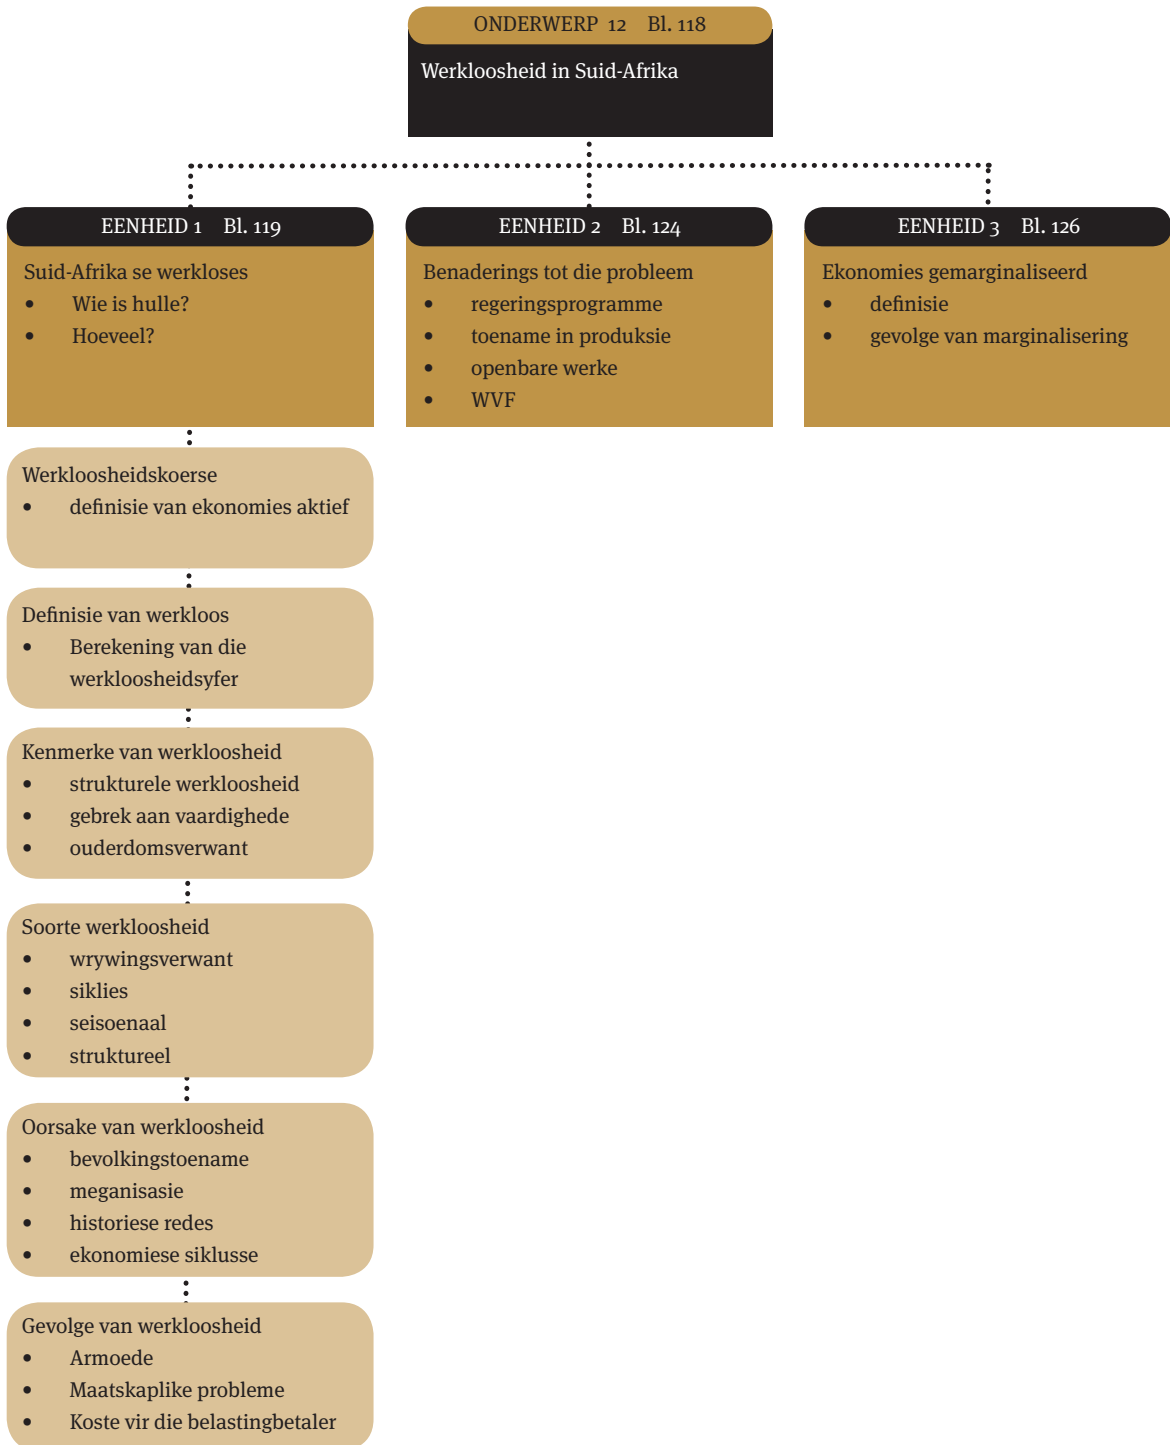 ONDERWERP 12 Bl. 118
Werkloosheid in Suid-Afrika
EENHEID 1 Bl. 119
Suid-Afrika se werkloses
• Wie is hulle?
• Hoeveel?
EENHEID 2 Bl. 124
Benaderings tot die probleem
• regeringsprogramme
• toename in produksie
• openbare werke
• WVF
EENHEID 3 Bl. 126
Ekonomies gemarginaliseerd
• definisie
• gevolge van marginalisering
Werkloosheidskoerse
• definisie van ekonomies aktief
Definisie van werkloos
• Berekening van die
werkloosheidsyfer
Kenmerke van werkloosheid
• strukturele werkloosheid
• gebrek aan vaardighede
• ouderdomsverwant
Soorte werkloosheid
• wrywingsverwant
• siklies
• seisoenaal
• struktureel
Oorsake van werkloosheid
• bevolkingstoename
• meganisasie
• historiese redes
• ekonomiese siklusse
Gevolge van werkloosheid
• Armoede
• Maatskaplike probleme
• Koste vir die belastingbetaler